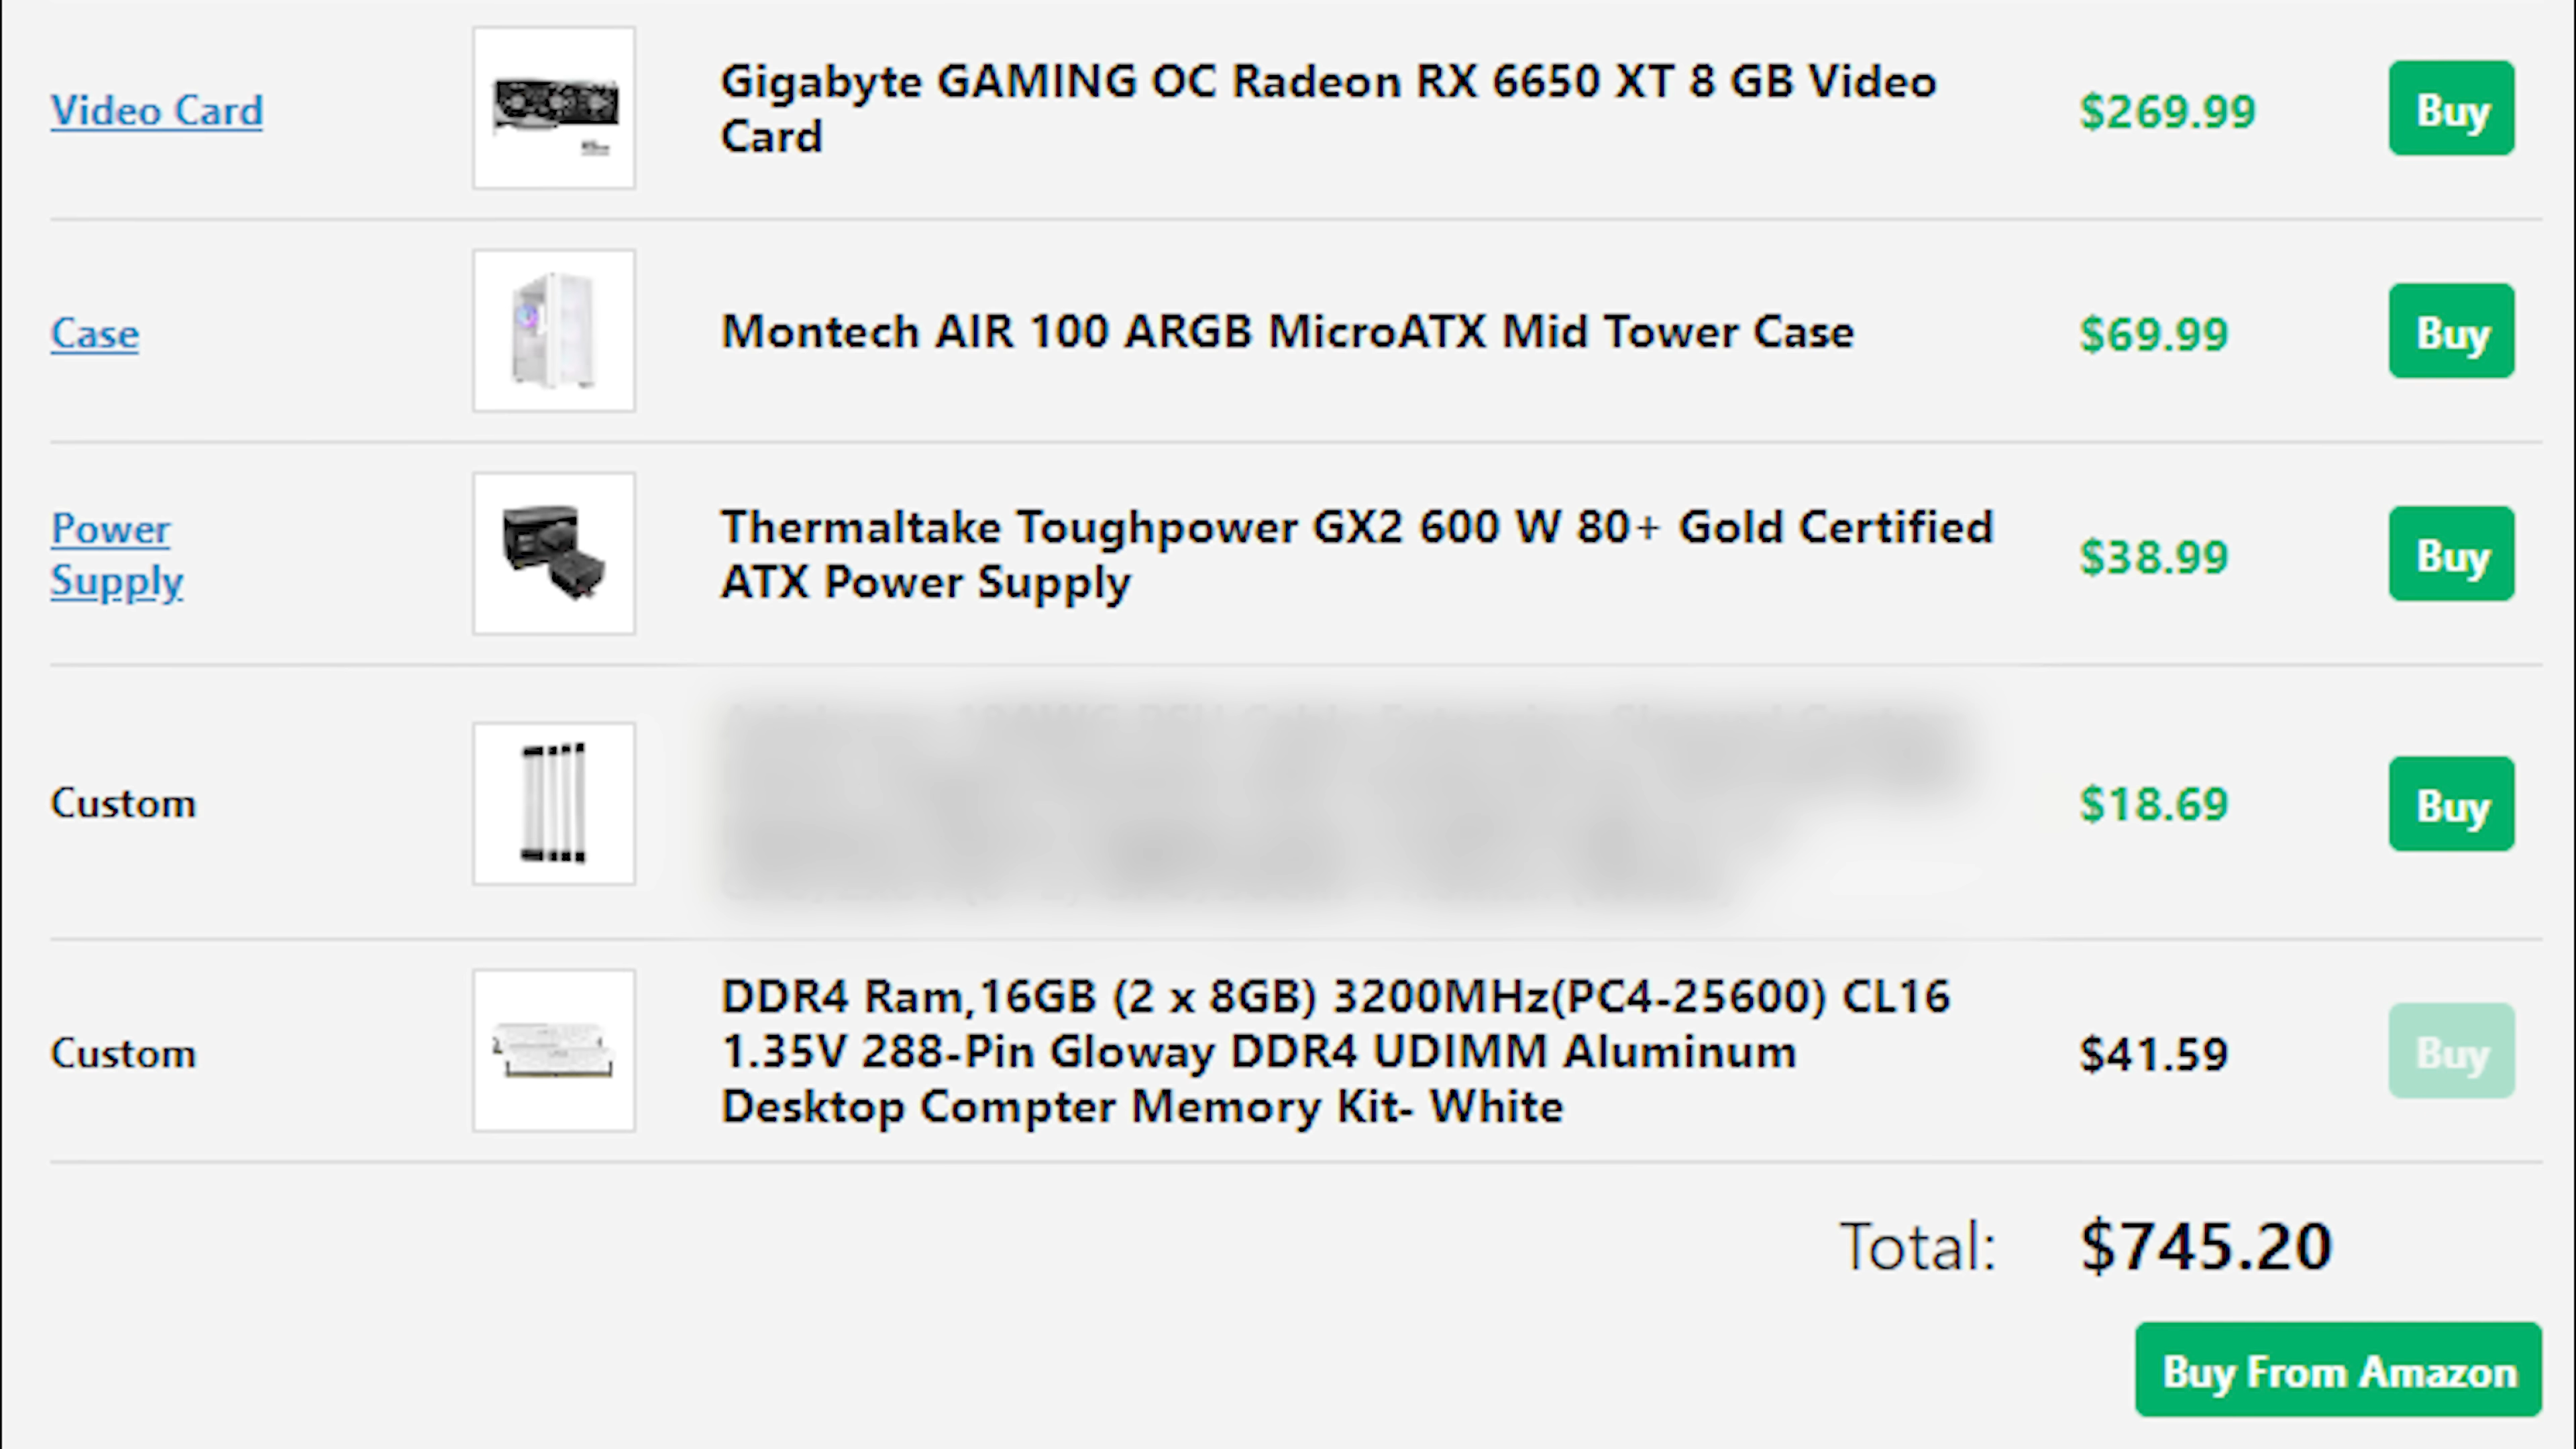 Video Card
Gigabyte GAMING OC Radeon RX 6650 XT 8 GB Video
Card
$269.99
Buy
Case
Montech AIR 100 ARGB MicroATX Mid Tower Case
$69.99
Buy
Power
Supply
Thermaltake Toughpower GX2 600 W 80+ Gold Certified
ATX Power Supply
$38.99
Buy
Custom
$18.69
Buy
Custom
DDR4 Ram,16GB (2 x 8GB) 3200MHz(PC4-25600) CL16
1.35V 288-Pin Gloway DDR4 UDIMM Aluminum
Desktop Compter Memory Kit- White
$41.59
Buy
Total:
$745.20
Buy From Amazon